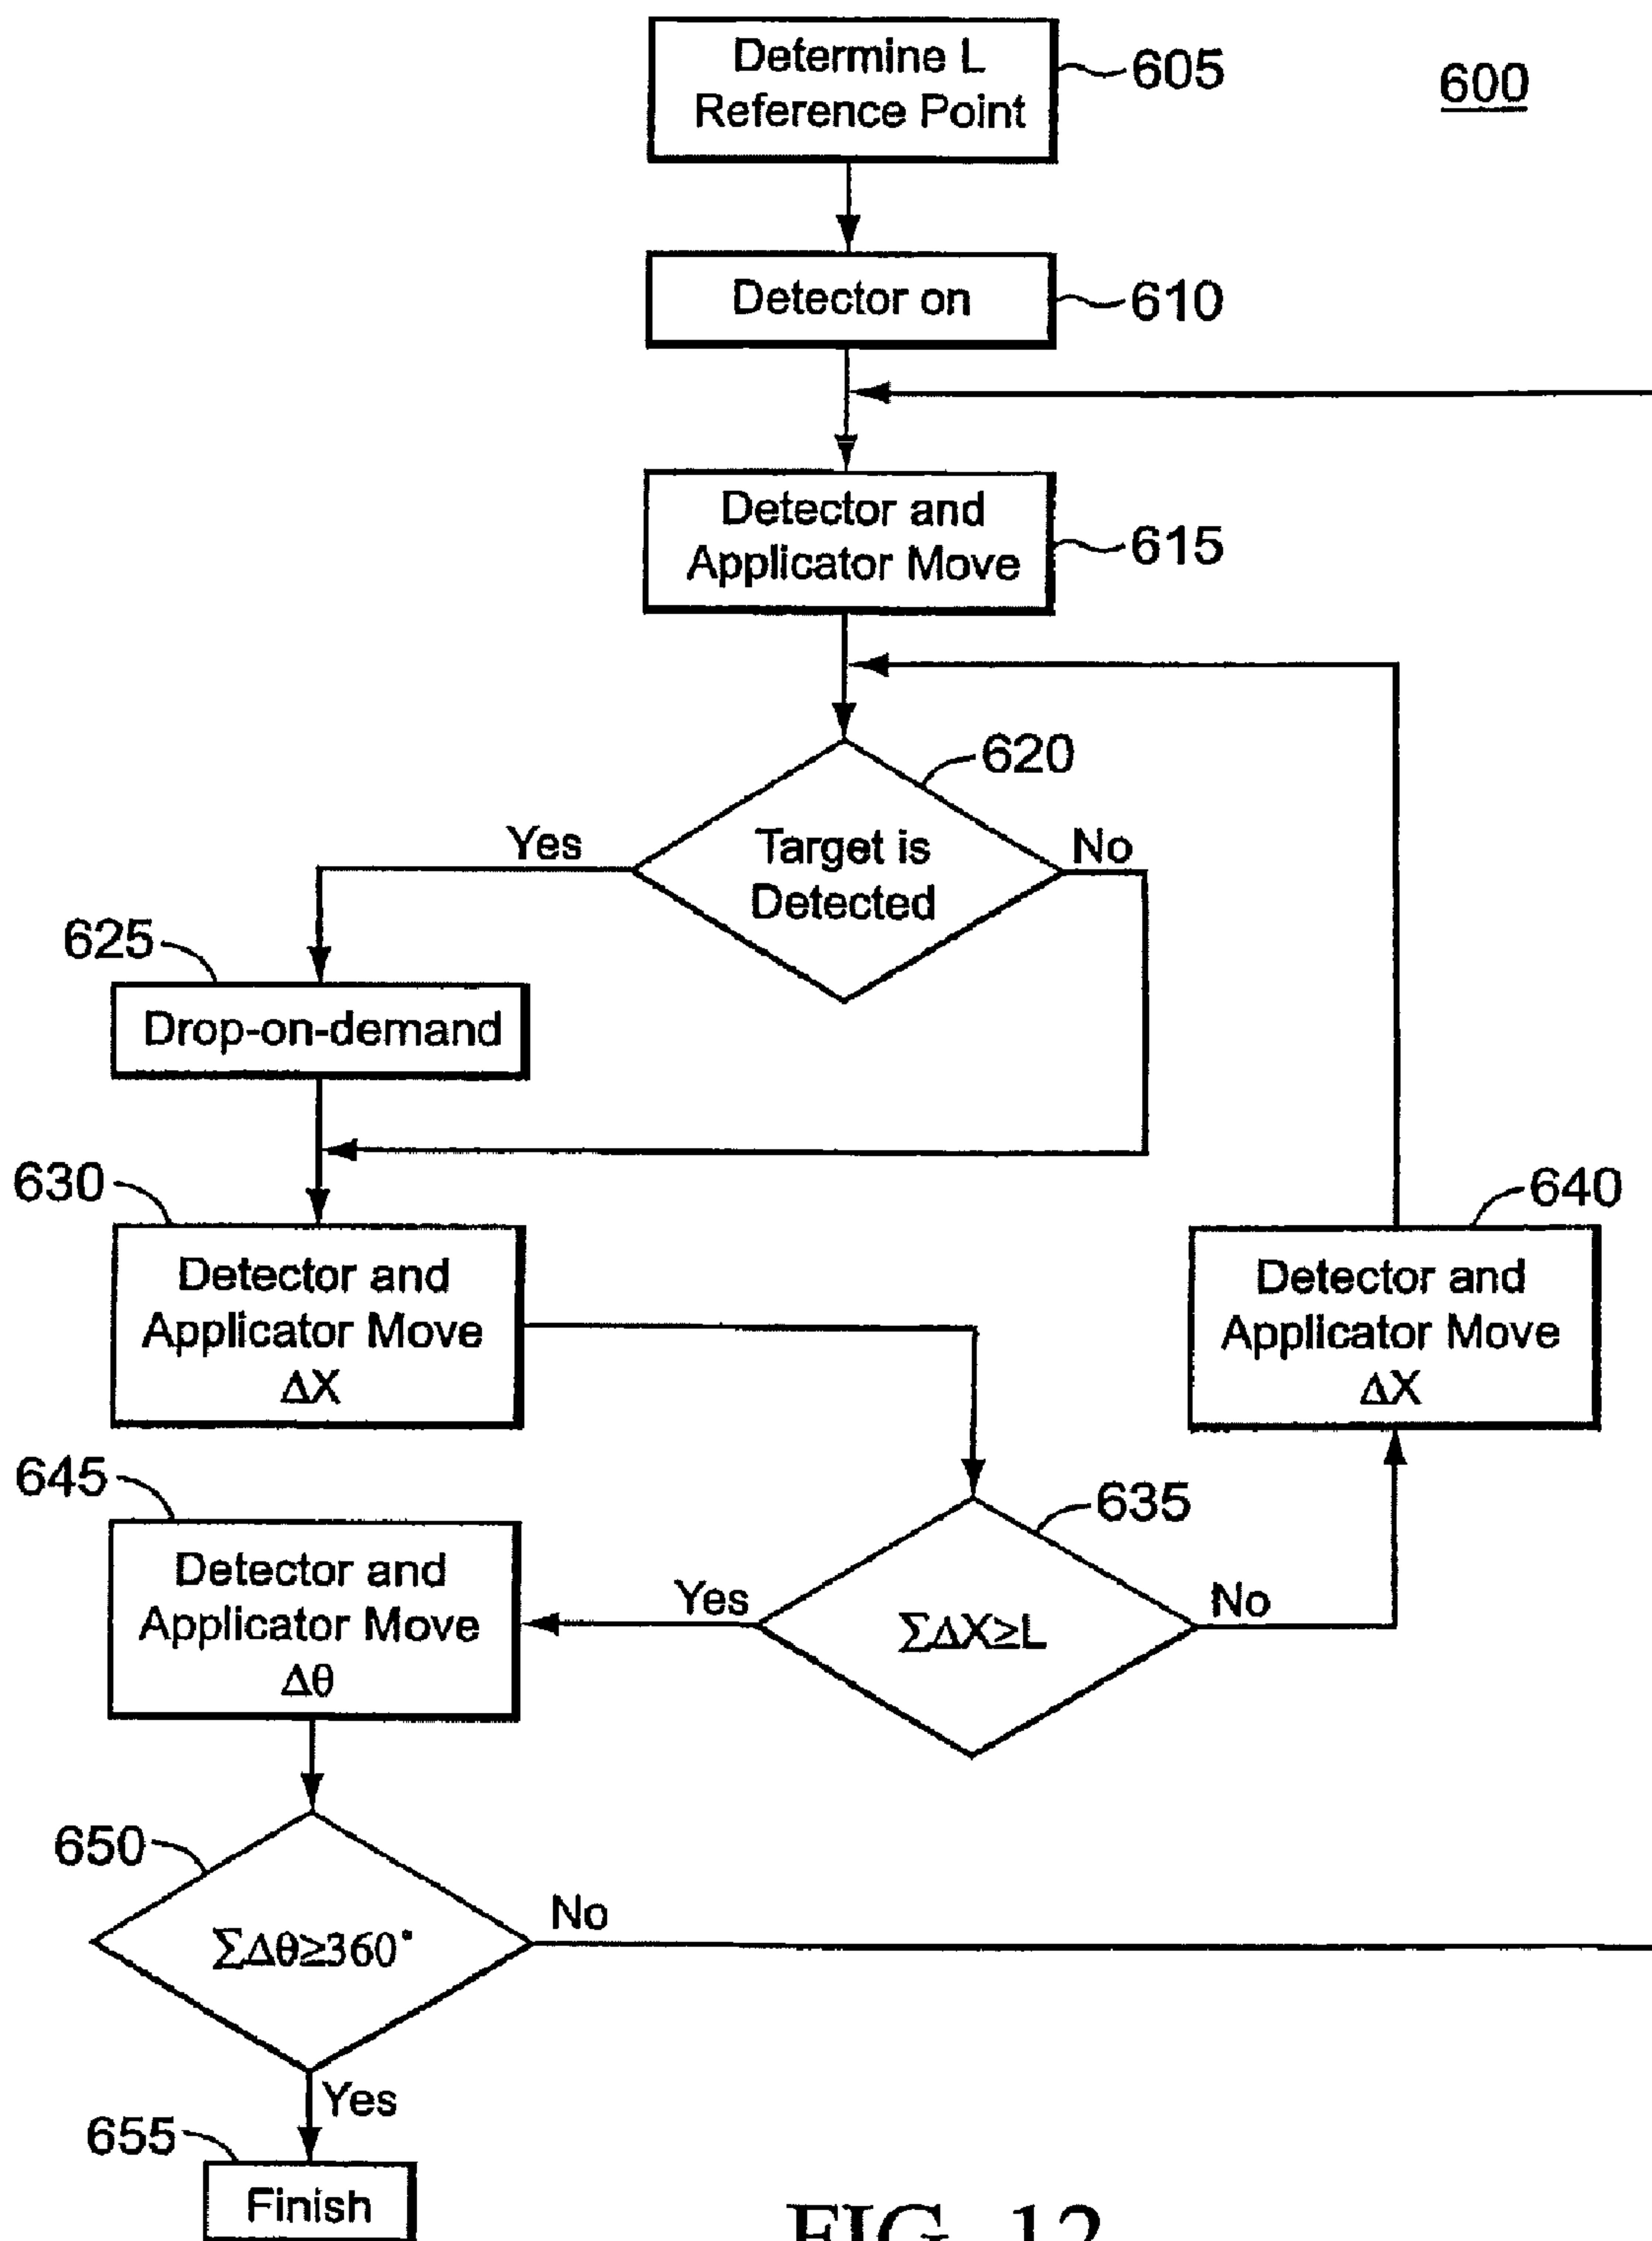 Determine L
Reference Point
605
600
Detector on
610
Detector and
Applicator Move
615
620
Target is
Detected
Yes
No
625
Drop-on-demand
630
Detector and
Applicator Move
ΔX
640
Detector and
Applicator Move
ΔX
635
ΣΔX≥L
Yes
No
645
Detector and
Applicator Move
Δθ
650
ΣΔθ≥360°
No
Yes
655
Finish
FIG. 12